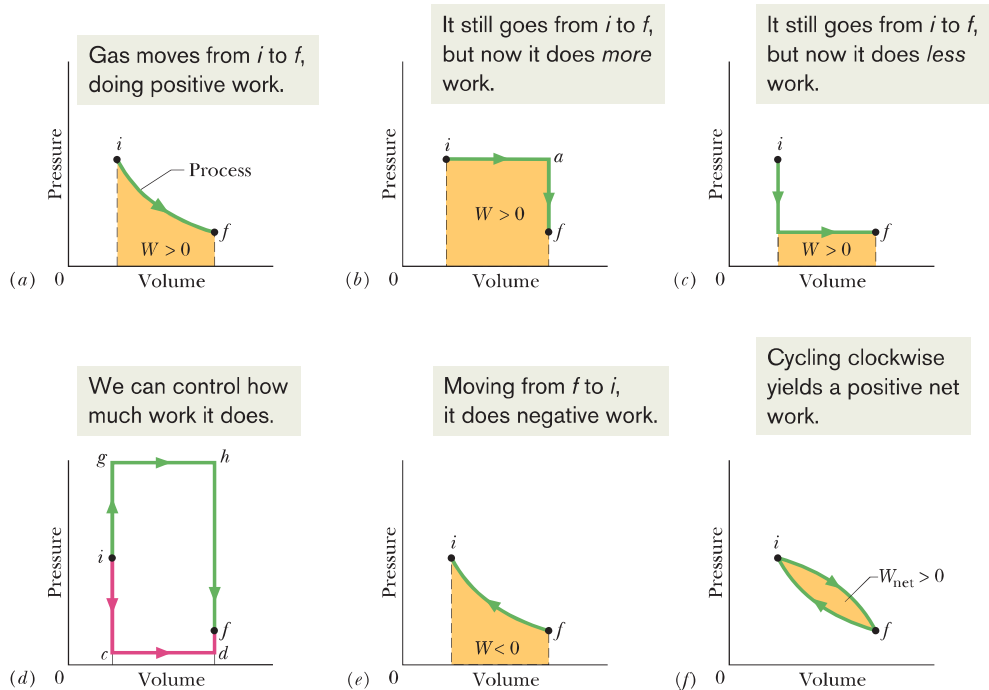 Gas moves from i to f,
doing positive work.
Pressure
i
Process
f
W > 0
(a)
0
Volume
It still goes from i to f,
but now it does more
work.
Pressure
i
a
W > 0
f
(b)
0
Volume
It still goes from i to f,
but now it does less
work.
Pressure
i
f
W > 0
(c)
0
Volume
We can control how
much work it does.
Pressure
g
h
i
f
c
d
(d)
0
Volume
Moving from f to i,
it does negative work.
Pressure
i
f
W < 0
(e)
0
Volume
Cycling clockwise
yields a positive net
work.
Pressure
i
Wnet > 0
f
(f)
0
Volume